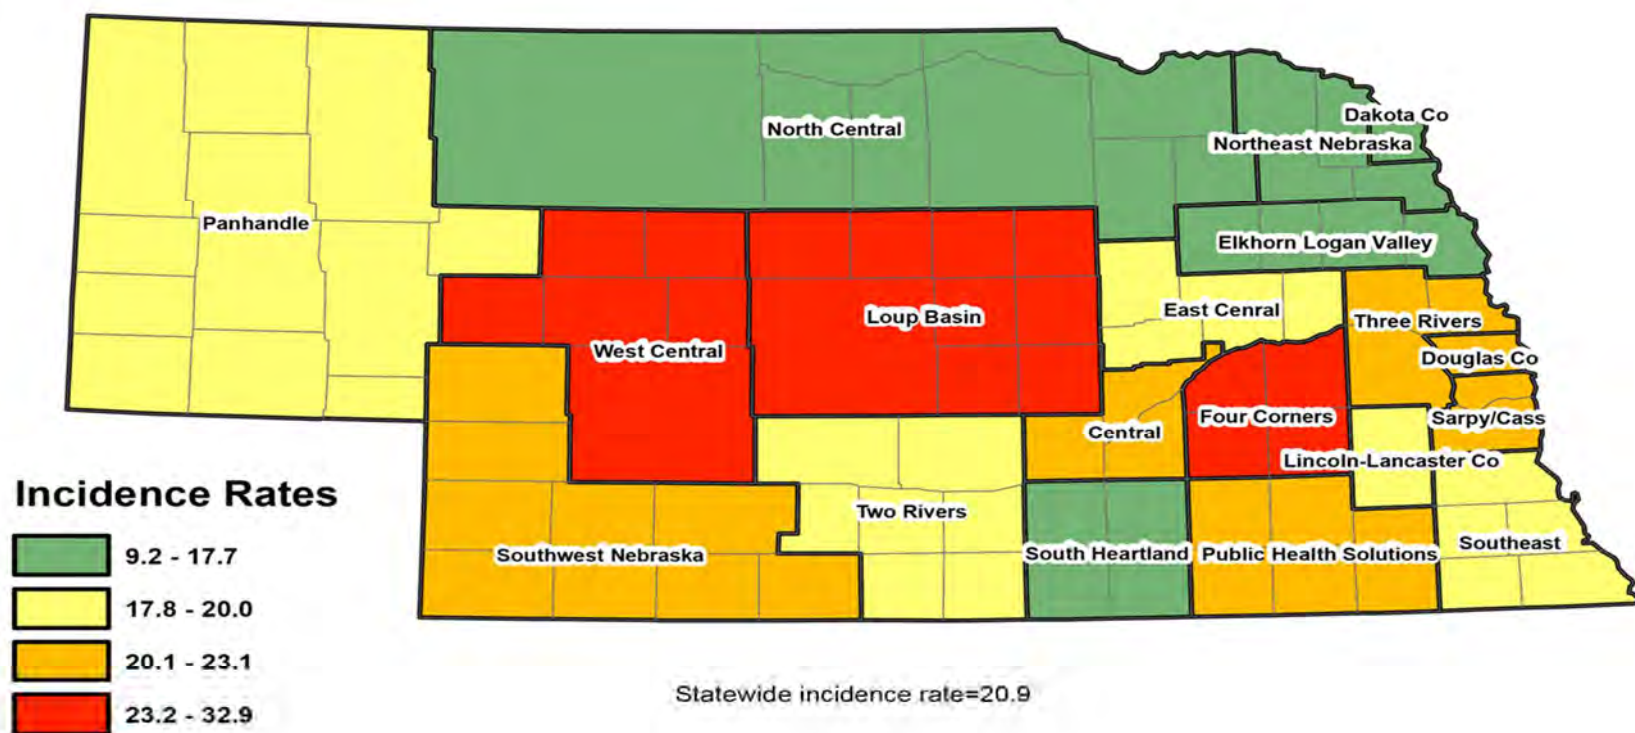 Dakota Co
North Central
Northeast Nebraska
Panhandle
Elkhorn Logan Valley
East Cenral
Loup Basin
Three Rivers
West Central
Douglas Co
Four Corners
Sarpy/Cass
Central
Lincoln-Lancaster Co
Two Rivers
Southeast
Southwest Nebraska
South Heartland
Public Health Solutions
Incidence Rates
9.2 - 17.7
17.8 - 20.0
20.1 - 23.1
23.2 - 32.9
Statewide incidence rate=20.9